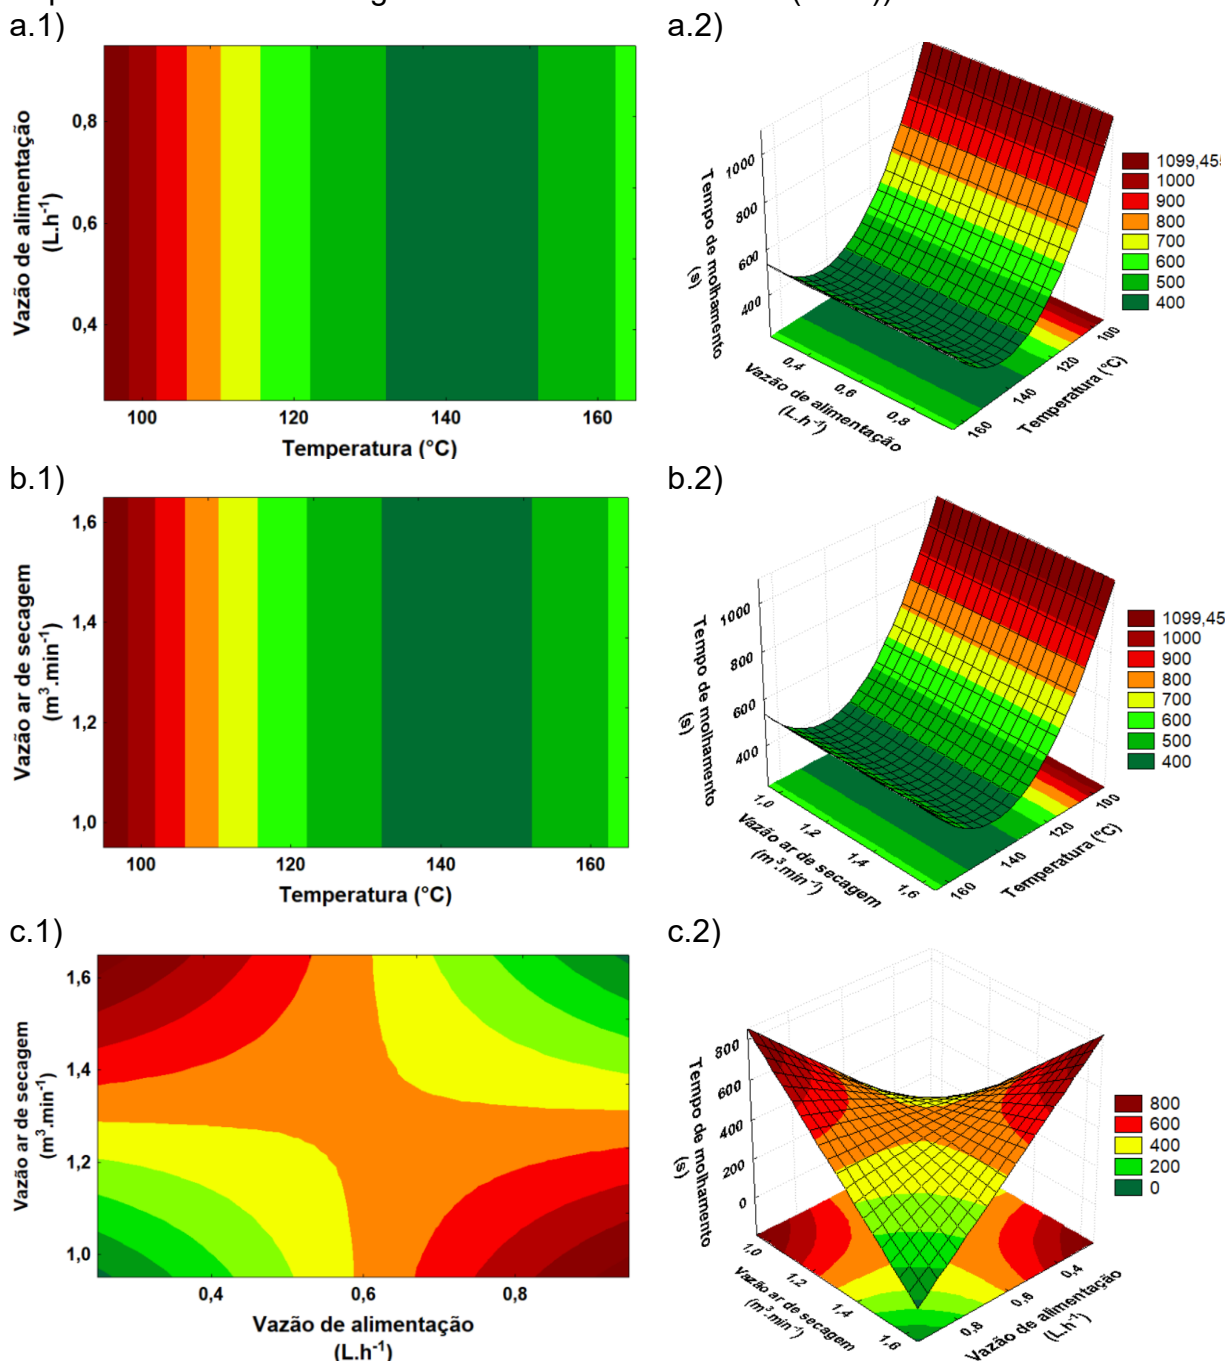 a.1)
Vazão de alimentação
(L.h⁻¹)
0,8
0,6
0,4
100
120
140
160
Temperatura (°C)
a.2)
Tempo de molhamento
(s)
1000
800
600
400
0,4
0,6
0,8
Vazão de alimentação
(L.h⁻¹)
160
140
120
100
Temperatura (°C)
1099,455
1000
900
800
700
600
500
400
b.1)
Vazão ar de secagem
(m³.min⁻¹)
1,6
1,4
1,2
1,0
100
120
140
160
Temperatura (°C)
b.2)
Tempo de molhamento
(s)
1000
800
600
400
1,0
1,2
1,4
1,6
Vazão ar de secagem
(m³.min⁻¹)
160
140
120
100
Temperatura (°C)
1099,45
1000
900
800
700
600
500
400
c.1)
Vazão ar de secagem
(m³.min⁻¹)
1,6
1,4
1,2
1,0
0,4
0,6
0,8
Vazão de alimentação
(L.h⁻¹)
c.2)
Tempo de molhamento
(s)
800
600
400
200
0
1,0
1,2
1,4
1,6
Vazão ar de secagem
(m³.min⁻¹)
0,8
0,6
0,4
Vazão de alimentação
(L.h⁻¹)
800
600
400
200
0